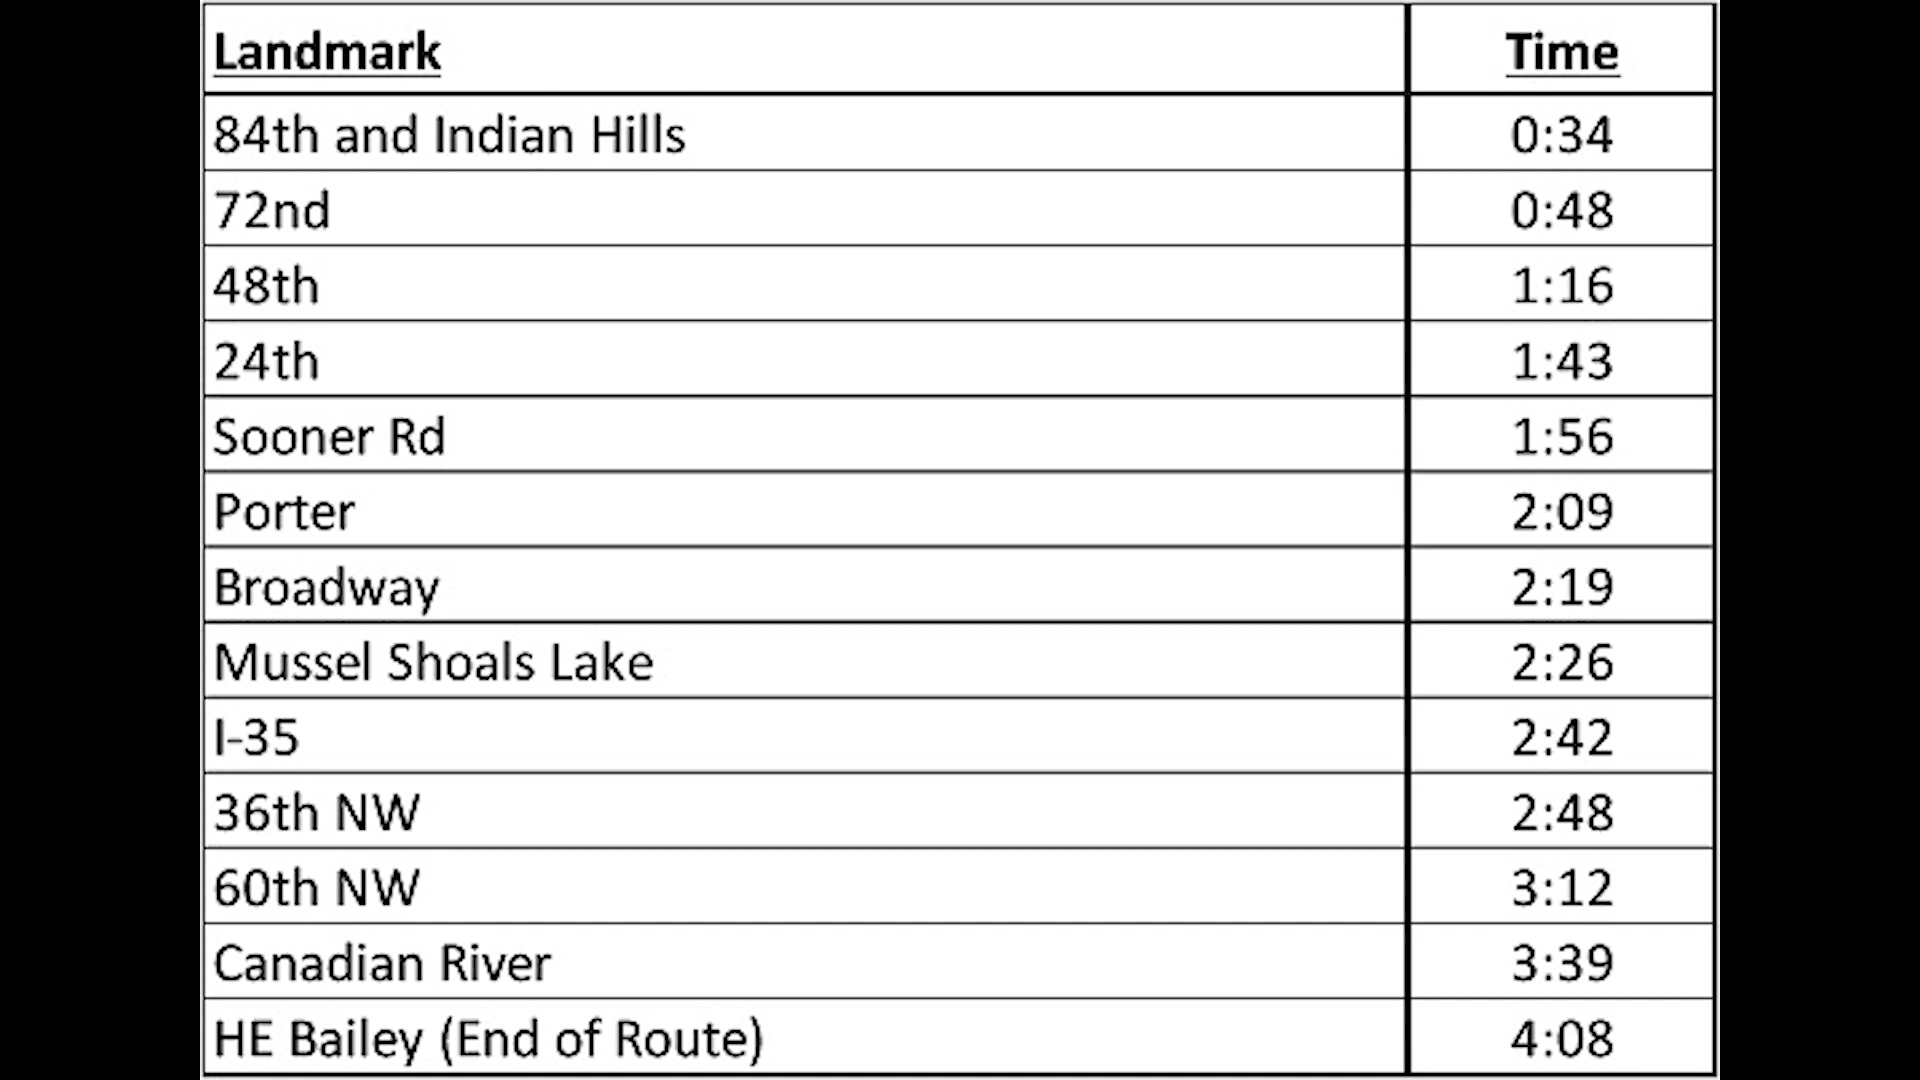 Landmark Time
84th and Indian Hills 0:34
72nd 0:48
48th 1:16
24th 1:43
Sooner Rd 1:56
Porter 2:09
Broadway 2:19
Mussel Shoals Lake 2:26
I-35 2:42
36th NW 2:48
60th NW 3:12
Canadian River 3:39
HE Bailey (End of Route) 4:08